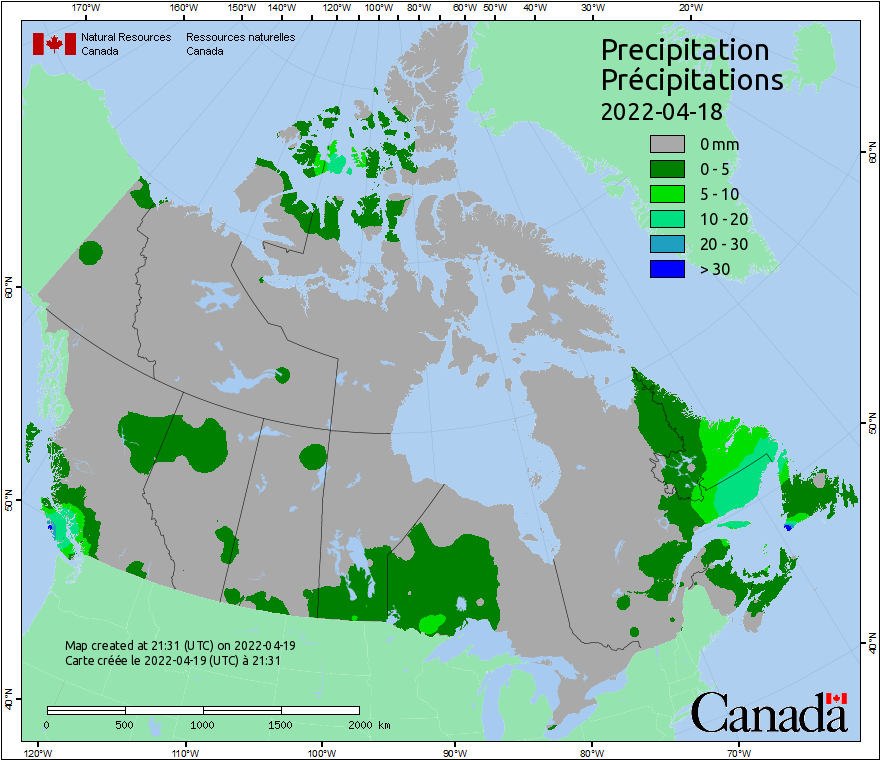 170°W 160°W 150°W 140°W 120°W 100°W 80°W 60°W 50°W 40°W 30°W 20°W
Natural Resources Ressources naturelles
Canada Canada
Precipitation
Précipitations
2022-04-18
0 mm
0 - 5
5 - 10
10 - 20
20 - 30
> 30
60°N
60°N
50°N
50°N
40°N
40°N
Map created at 21:31 (UTC) on 2022-04-19
Carte créée le 2022-04-19 (UTC) à 21:31
0 500 1000 1500 2000 km
Canada
120°W 110°W 100°W 90°W 80°W 70°W